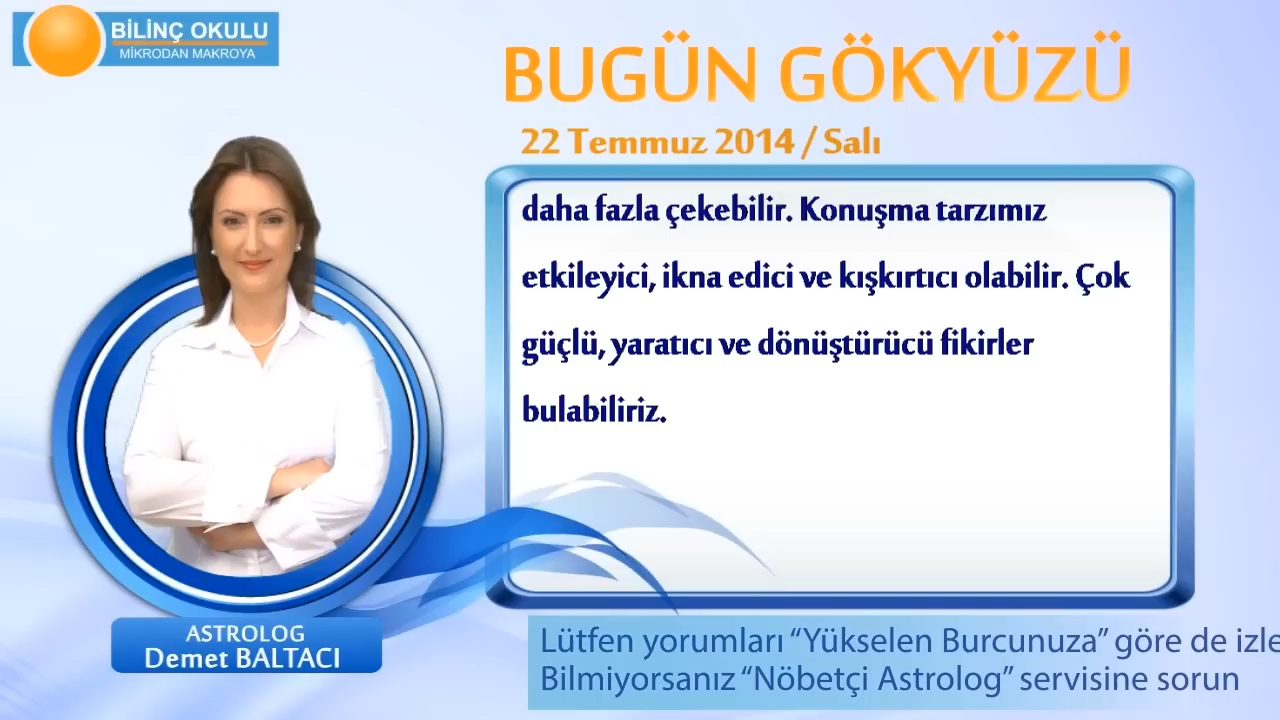 BİLİNÇ OKULU
MİKRODAN MAKROYA
BUGÜN GÖKYÜZÜ
22 Temmuz 2014 / Salı
daha fazla çekebilir. Konuşma tarzımız
etkileyici, ikna edici ve kışkırtıcı olabilir. Çok
güçlü, yaratıcı ve dönüştürücü fikirler
bulabiliriz.
ASTROLOG
Demet BALTACI
Lütfen yorumları “Yükselen Burcunuza” göre de izle
Bilmiyorsanız “Nöbetçi Astrolog” servisine sorun